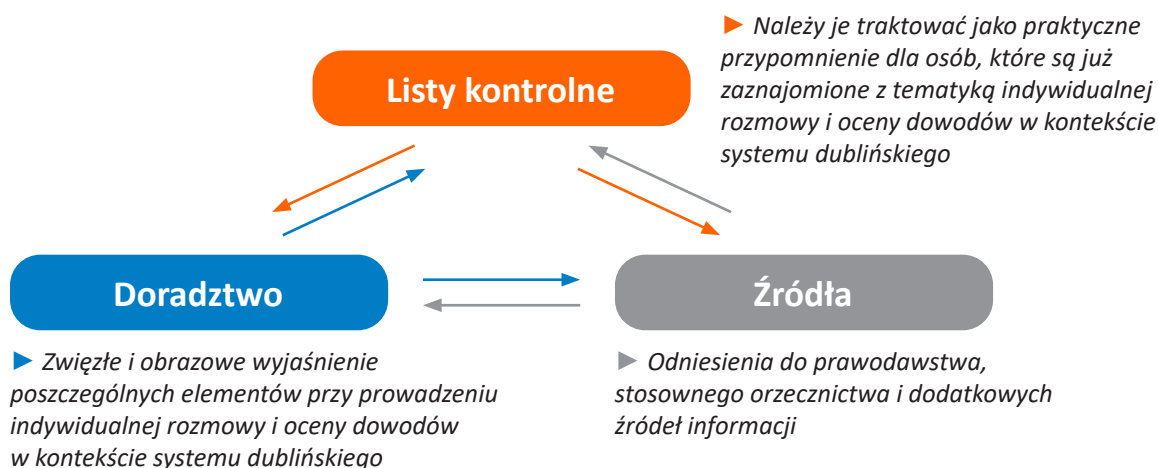 ► Należy je traktować jako praktyczne
przypomnienie dla osób, które są już
zaznajomione z tematyką indywidualnej
rozmowy i oceny dowodów w kontekście
systemu dublińskiego
Listy kontrolne
Doradztwo
► Zwięzłe i obrazowe wyjaśnienie
poszczególnych elementów przy prowadzeniu
indywidualnej rozmowy i oceny dowodów
w kontekście systemu dublińskiego
Źródła
► Odniesienia do prawodawstwa,
stosownego orzecznictwa i dodatkowych
źródeł informacji